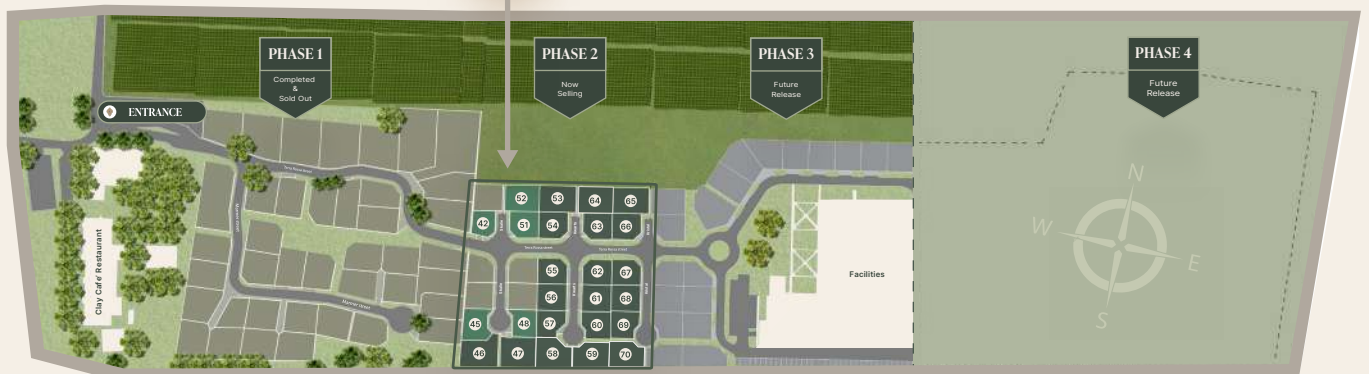 PHASE 1
Completed
&
Sold Out
PHASE 2
Now
Selling
PHASE 3
Future
Release
PHASE 4
Future
Release
ENTRANCE
Clay Cafe' Restaurant
Facilities
52
53
64
65
42
51
54
63
66
55
62
67
56
61
68
45
48
57
60
69
46
47
58
59
70
N
W
E
S